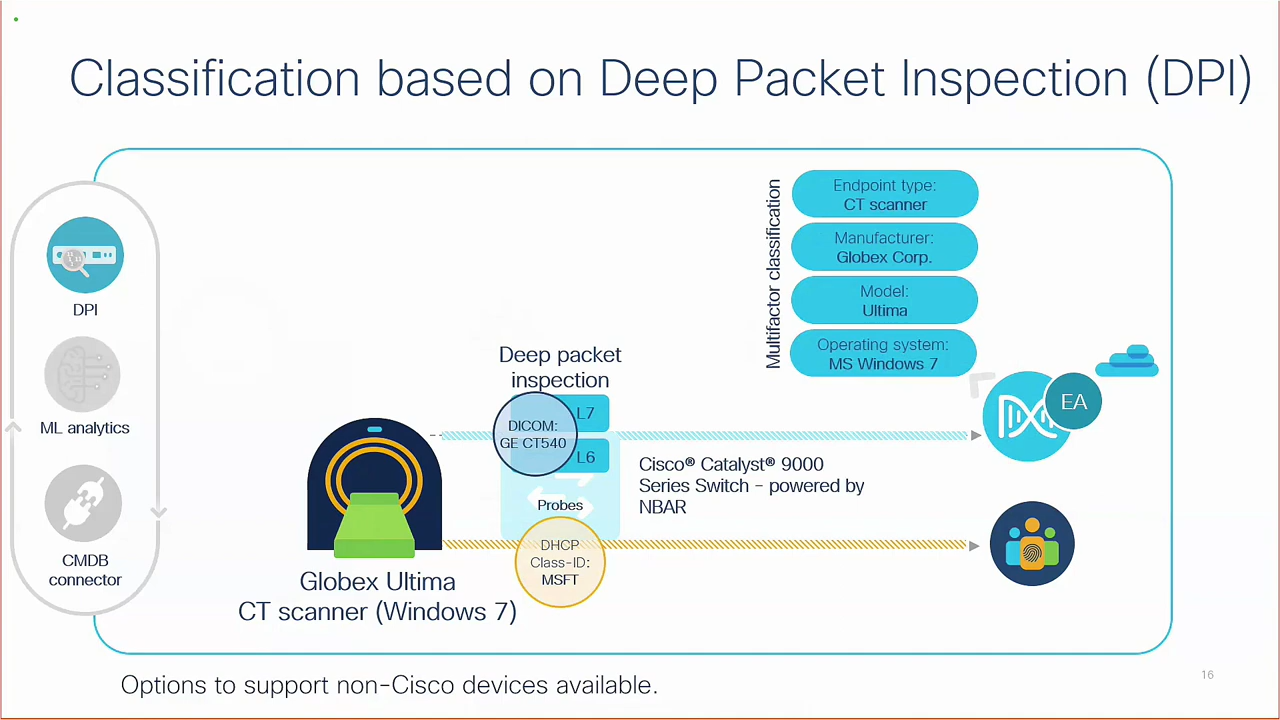 Classification based on Deep Packet Inspection (DPI)
DPI
ML analytics
CMDB
connector
Globex Ultima
CT scanner (Windows 7)
Deep packet
inspection
L7
DICOM:
GE CT540
L6
Probes
DHCP
Class-ID:
MSFT
Cisco® Catalyst® 9000
Series Switch - powered by
NBAR
Multifactor classification
Endpoint type:
CT scanner
Manufacturer:
Globex Corp.
Model:
Ultima
Operating system:
MS Windows 7
EA
Options to support non-Cisco devices available.
16